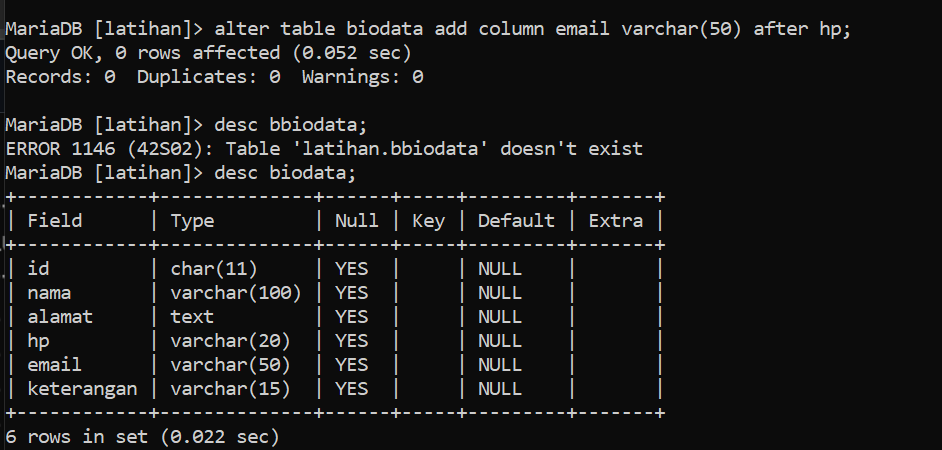 MariaDB [latihan]> alter table biodata add column email varchar(50) after hp;
Query OK, 0 rows affected (0.052 sec)
Records: 0  Duplicates: 0  Warnings: 0
MariaDB [latihan]> desc bbiodata;
ERROR 1146 (42S02): Table 'latihan.bbiodata' doesn't exist
MariaDB [latihan]> desc biodata;
+------------+--------------+------+-----+---------+-------+
| Field      | Type         | Null | Key | Default | Extra |
+------------+--------------+------+-----+---------+-------+
| id         | char(11)     | YES  |     | NULL    |       |
| nama       | varchar(100) | YES  |     | NULL    |       |
| alamat     | text         | YES  |     | NULL    |       |
| hp         | varchar(20)  | YES  |     | NULL    |       |
| email      | varchar(50)  | YES  |     | NULL    |       |
| keterangan | varchar(15)  | YES  |     | NULL    |       |
+------------+--------------+------+-----+---------+-------+
6 rows in set (0.022 sec)